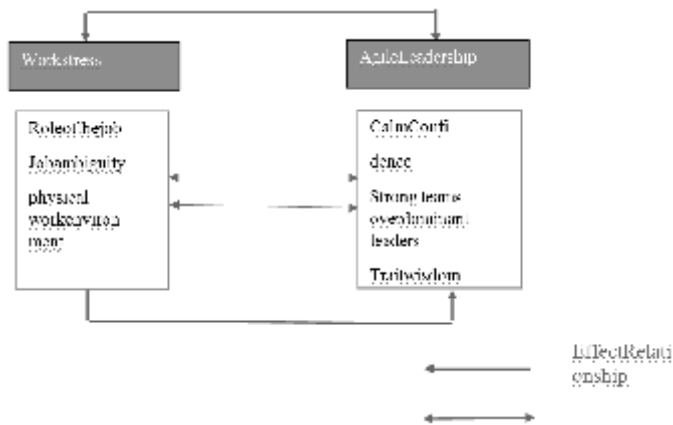 Workstress
AgileLeadership
Roleofthejob
Jobambiguity
physical
workenviron
ment
CalmConfi
dence
Strong teams
overdominant
leaders
Traitwisdom
EffectRelati
onship